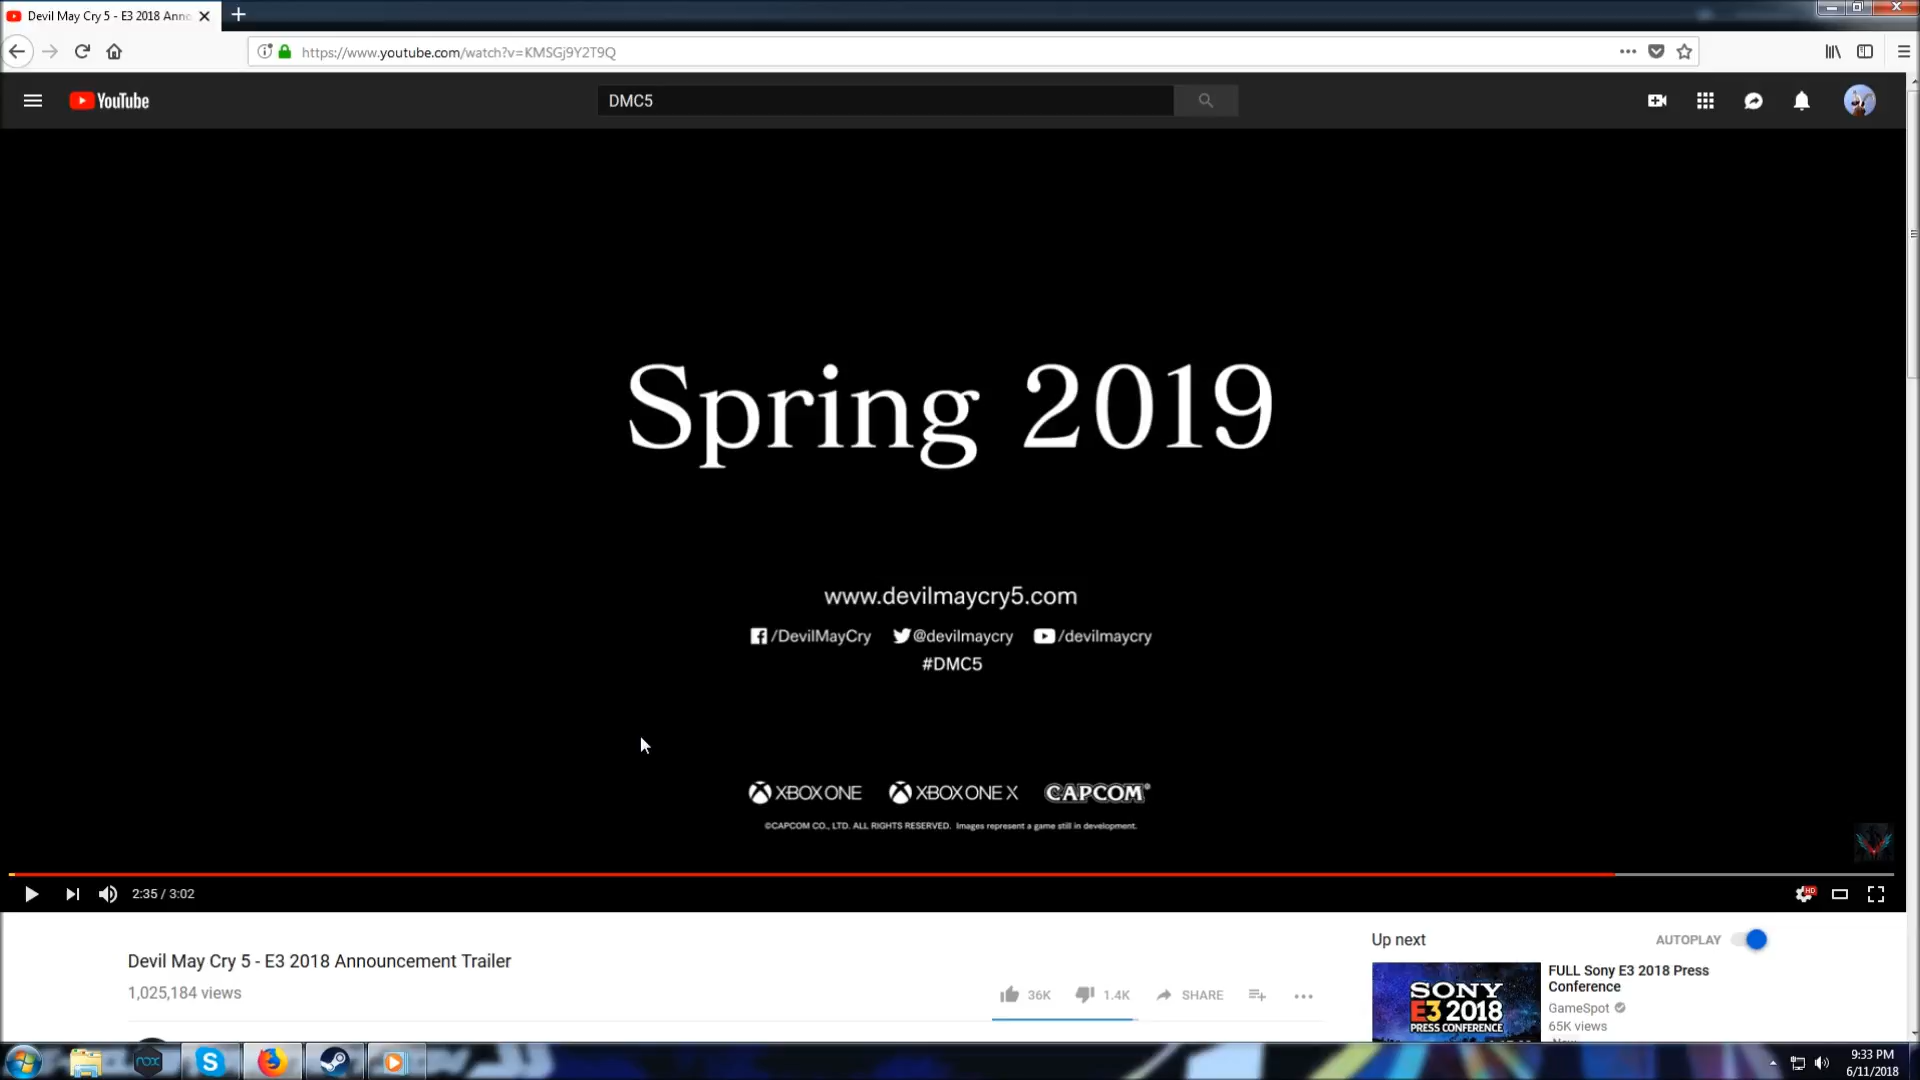 Devil May Cry 5 - E3 2018 Anno
https://www.youtube.com/watch?v=KMSGj9Y2T9Q
YouTube
DMC5
Spring 2019
www.devilmaycry5.com
/DevilMayCry @devilmaycry /devilmaycry
#DMC5
XBOX ONE XBOX ONE X CAPCOM®
©CAPCOM CO., LTD. ALL RIGHTS RESERVED. Images represent a game still in development.
2:35 / 3:02
HD
Devil May Cry 5 - E3 2018 Announcement Trailer
1,025,184 views
36K 1.4K SHARE
Up next
AUTOPLAY
SONY
E3 2018
PRESS CONFERENCE
FULL Sony E3 2018 Press
Conference
GameSpot
65K views
nox
9:33 PM
6/11/2018